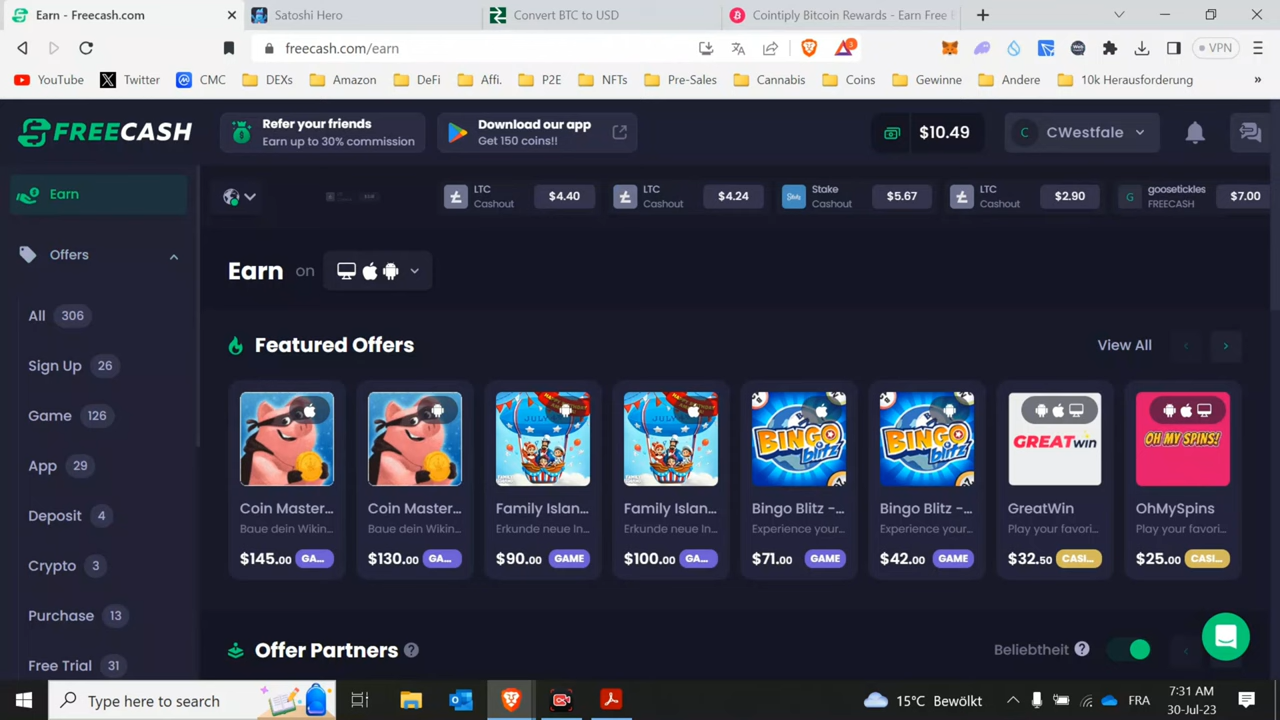 Earn - Freecash.com
Satoshi Hero
Convert BTC to USD
Cointiply Bitcoin Rewards - Earn Free
freecash.com/earn
3
VPN
YouTube
Twitter
CMC
DEXs
Amazon
DeFi
Affi.
P2E
NFTs
Pre-Sales
Cannabis
Coins
Gewinne
Andere
10k Herausforderung
»
FREECASH
Refer your friends
Earn up to 30% commission
Download our app
Get 150 coins!!
$10.49
C
CWestfale
Earn
LTC
Cashout
$4.40
LTC
Cashout
$4.24
Stake
Cashout
$5.67
LTC
Cashout
$2.90
G
goosetickles
FREECASH
$7.00
Offers
All 306
Sign Up 26
Game 126
App 29
Deposit 4
Crypto 3
Purchase 13
Free Trial 31
Earn on
Featured Offers
View All
Coin Master...
Baue dein Wikin...
$145.00 GA...
Coin Master...
Baue dein Wikin...
$130.00 GA...
Family Islan...
Erkunde neue In...
$90.00 GAME
Family Islan...
Erkunde neue In...
$100.00 GA...
BINGO
blitz
Bingo Blitz -...
Experience your...
$71.00 GAME
BINGO
blitz
Bingo Blitz -...
Experience your...
$42.00 GAME
GREATwin
GreatWin
Play your favori...
$32.50 CASI...
OH MY SPINS!
OhMySpins
Play your favori...
$25.00 CASI...
Offer Partners ?
Beliebtheit ?
Type here to search
15°C Bewölkt
FRA
7:31 AM
30-Jul-23